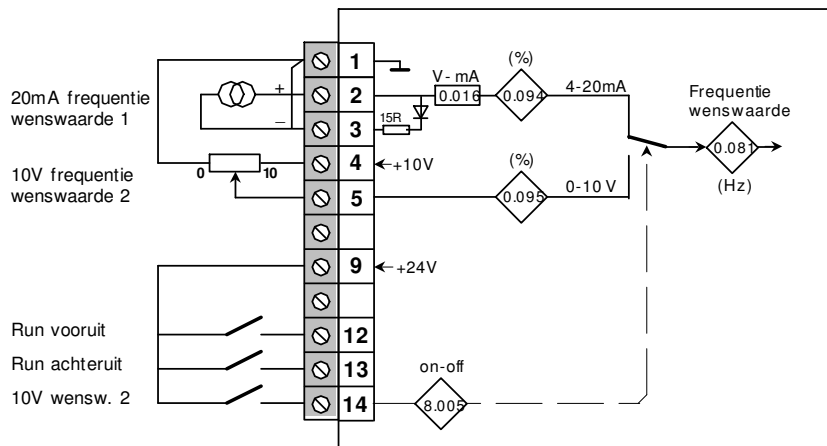 1
20mA frequentie
wenswaarde 1
+
–
2
V- mA
0.016
(%)
0.094
4-20mA
Frequentie
wenswaarde
3
15R
0.081
(Hz)
10V frequentie
wenswaarde 2
0
10
4
+10V
5
(%)
0.095
0-10 V
9
+24V
Run vooruit
12
Run achteruit
13
10V wensw. 2
14
on-off
8.005